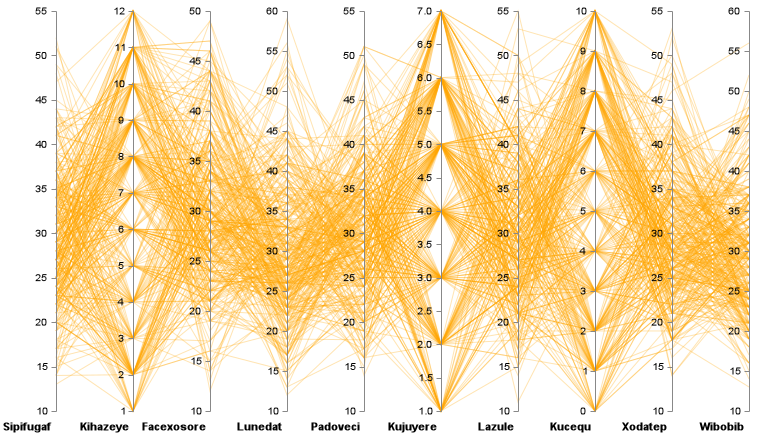 55 12 50 60 55 7.0 55 10 55 60
50 11 45 55 50 6.5 50 9 50 55
45 10 40 50 45 6.0 45 8 45 50
40 9 35 45 40 5.5 40 7 40 45
35 8 30 40 35 5.0 35 6 35 40
30 7 25 35 30 4.5 30 5 30 35
25 6 20 30 25 4.0 25 4 25 30
20 5 15 25 20 3.5 20 3 20 25
15 4 10 20 15 3.0 15 2 15 20
10 3 15 10 2.5 10 1 10 15
2 10 2.0 0 10
1 1.5
1.0
Sipifugaf Kihazeye Facexosore Lunedat Padoveci Kujuyere Lazule Kucequ Xodatep Wibobib